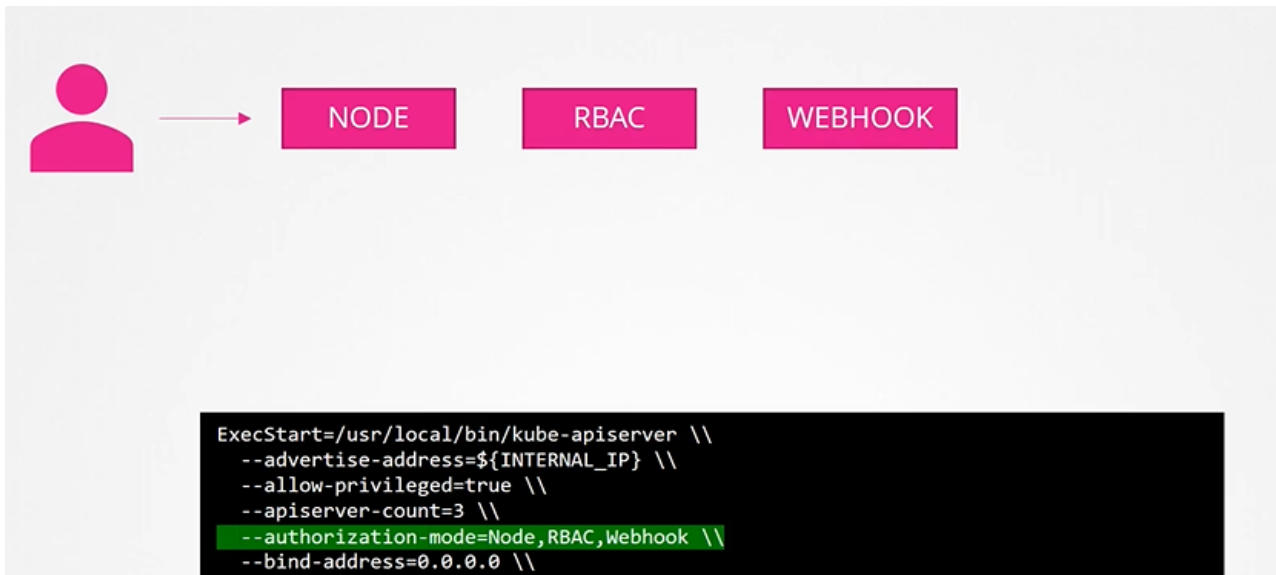 NODE RBAC WEBHOOK
ExecStart=/usr/local/bin/kube-apiserver \\
--advertise-address=${INTERNAL_IP} \\
--allow-privileged=true \\
--apiserver-count=3 \\
--authorization-mode=Node,RBAC,Webhook \\
--bind-address=0.0.0.0 \\